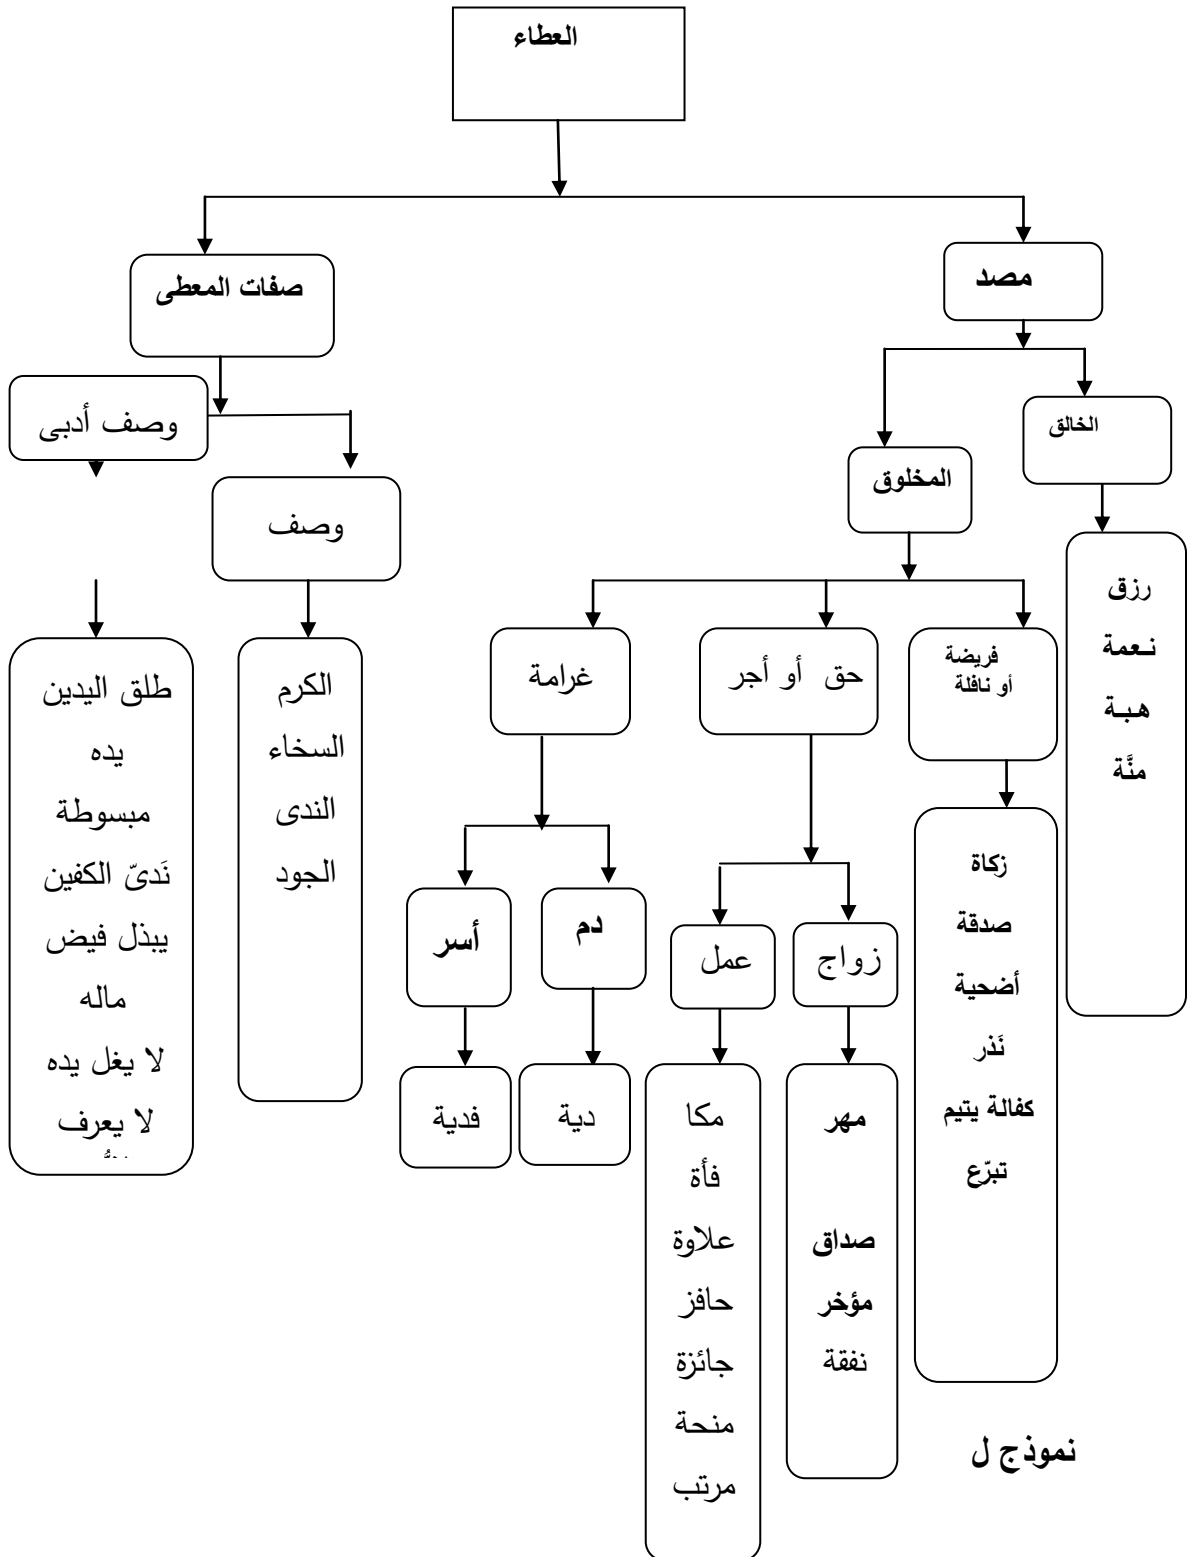 العطاء
مصد
صفات المعطى
الخالق
المخلوق
وصف أدبى
وصف
رزق
نعمة
هبة
منَّة
فريضة
أو نافلة
حق أو أجر
غرامة
الكرم
السخاء
الندى
الجود
طلق اليدين
يده
مبسوطة
نَدىّ الكفين
يبذل فيض
ماله
لا يغل يده
لا يعرف
زكاة
صدقة
أضحية
نَذر
كفالة يتيم
تبرّع
زواج
عمل
دم
أسر
مهر
صداق
مؤخر
نفقة
مكا
فأة
علاوة
حافز
جائزة
منحة
مرتب
دية
فدية
نموذج ل